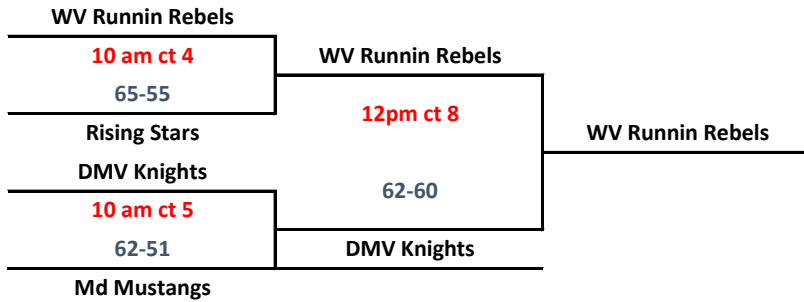 WV Runnin Rebels
10 am ct 4
65-55
Rising Stars
DMV Knights
10 am ct 5
62-51
Md Mustangs
WV Runnin Rebels
12pm ct 8
62-60
DMV Knights
WV Runnin Rebels